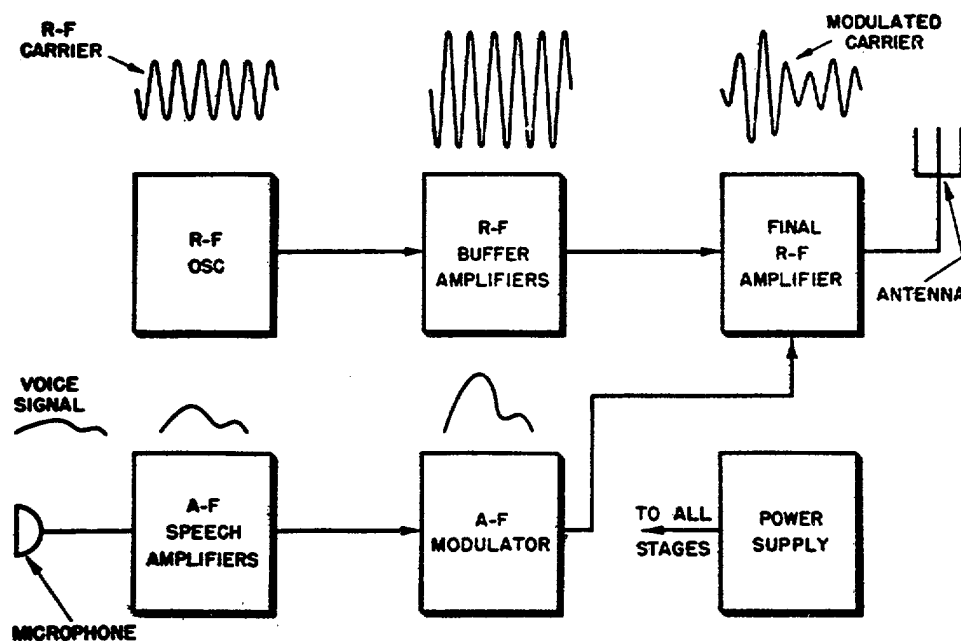 R-F
CARRIER
MODULATED
CARRIER
R-F
OSC
R-F
BUFFER
AMPLIFIERS
FINAL
R-F
AMPLIFIER
ANTENNA
VOICE
SIGNAL
A-F
SPEECH
AMPLIFIERS
A-F
MODULATOR
TO ALL
STAGES
POWER
SUPPLY
MICROPHONE